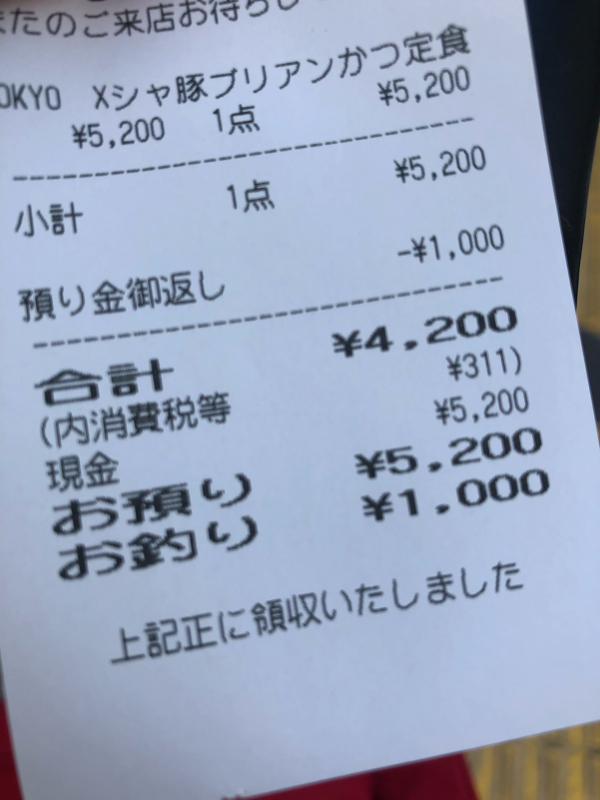 またのご来店お待ちし
OKYO Xシャ豚ブリアンかつ定食
¥5,200 1点 ¥5,200
小計 1点 ¥5,200
預り金御返し -¥1,000
合計 ¥4,200
(内消費税等 ¥311)
現金 ¥5,200
お預り ¥5,200
お釣り ¥1,000
上記正に領収いたしました